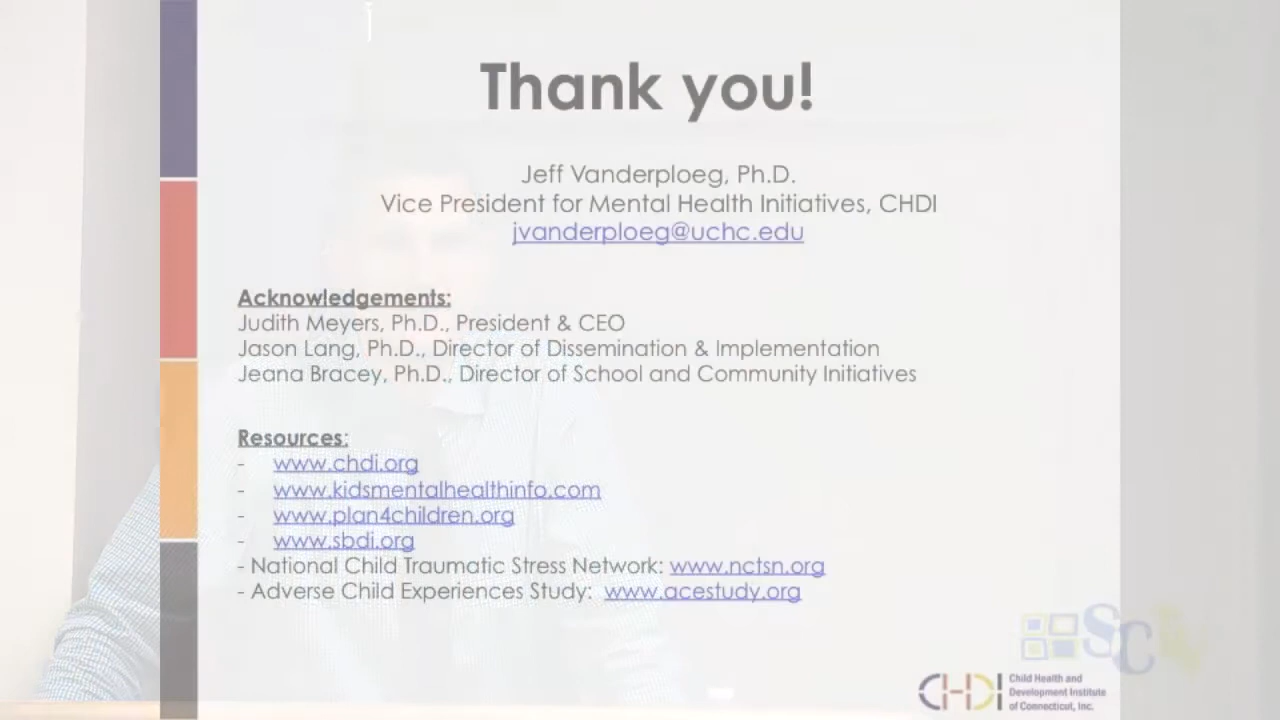 Thank you!
Jeff Vanderploeg, Ph.D.
Vice President for Mental Health Initiatives, CHDI
jvanderploeg@uchc.edu
Acknowledgements:
Judith Meyers, Ph.D., President & CEO
Jason Lang, Ph.D., Director of Dissemination & Implementation
Jeana Bracey, Ph.D., Director of School and Community Initiatives
Resources:
- www.chdi.org
- www.kidsmentalhealthinfo.com
- www.plan4children.org
- www.sbdi.org
- National Child Traumatic Stress Network: www.nctsn.org
- Adverse Child Experiences Study: www.acestudy.org
SC
CHDI
Child Health and
Development Institute
of Connecticut, Inc.